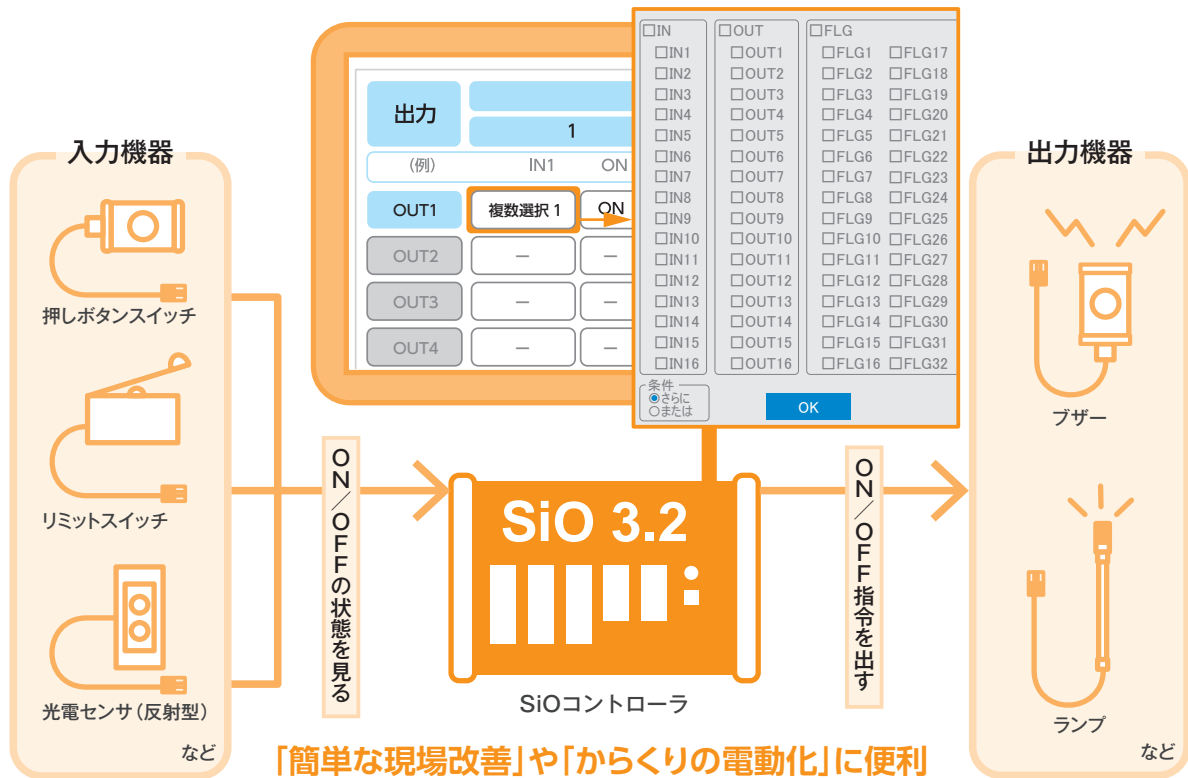 入力機器
押しボタンスイッチ
リミットスイッチ
光電センサ（反射型）
など
ON／OFFの状態を見る
出力
1
（例） IN1 ON
OUT1 複数選択 1 ON
OUT2 － －
OUT3 － －
OUT4 － －
□IN □OUT □FLG
□IN1 □OUT1 □FLG1 □FLG17
□IN2 □OUT2 □FLG2 □FLG18
□IN3 □OUT3 □FLG3 □FLG19
□IN4 □OUT4 □FLG4 □FLG20
□IN5 □OUT5 □FLG5 □FLG21
□IN6 □OUT6 □FLG6 □FLG22
□IN7 □OUT7 □FLG7 □FLG23
□IN8 □OUT8 □FLG8 □FLG24
□IN9 □OUT9 □FLG9 □FLG25
□IN10 □OUT10 □FLG10 □FLG26
□IN11 □OUT11 □FLG11 □FLG27
□IN12 □OUT12 □FLG12 □FLG28
□IN13 □OUT13 □FLG13 □FLG29
□IN14 □OUT14 □FLG14 □FLG30
□IN15 □OUT15 □FLG15 □FLG31
□IN16 □OUT16 □FLG16 □FLG32
条件
◉さらに
○または
OK
SiO 3.2
SiOコントローラ
ON／OFF指令を出す
出力機器
ブザー
ランプ
など
「簡単な現場改善」や「からくりの電動化」に便利